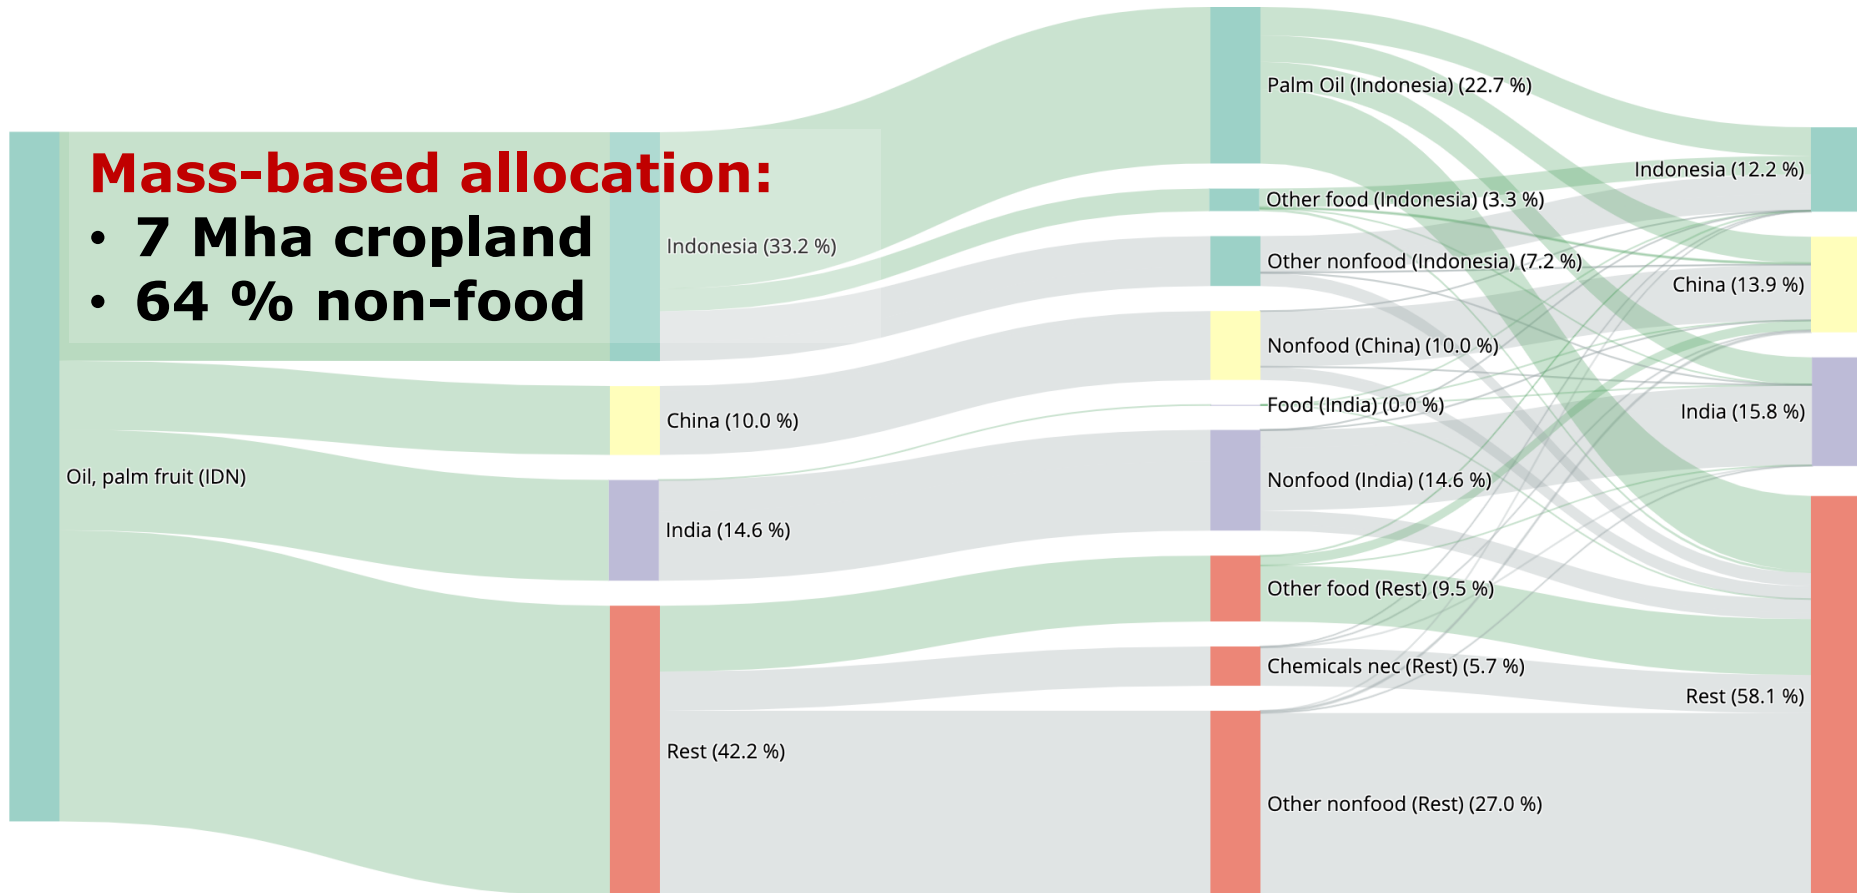 Mass-based allocation:
• 7 Mha cropland
• 64 % non-food
Oil, palm fruit (IDN)
Indonesia (33.2 %)
China (10.0 %)
India (14.6 %)
Rest (42.2 %)
Palm Oil (Indonesia) (22.7 %)
Other food (Indonesia) (3.3 %)
Other nonfood (Indonesia) (7.2 %)
Nonfood (China) (10.0 %)
Food (India) (0.0 %)
Nonfood (India) (14.6 %)
Other food (Rest) (9.5 %)
Chemicals nec (Rest) (5.7 %)
Other nonfood (Rest) (27.0 %)
Indonesia (12.2 %)
China (13.9 %)
India (15.8 %)
Rest (58.1 %)